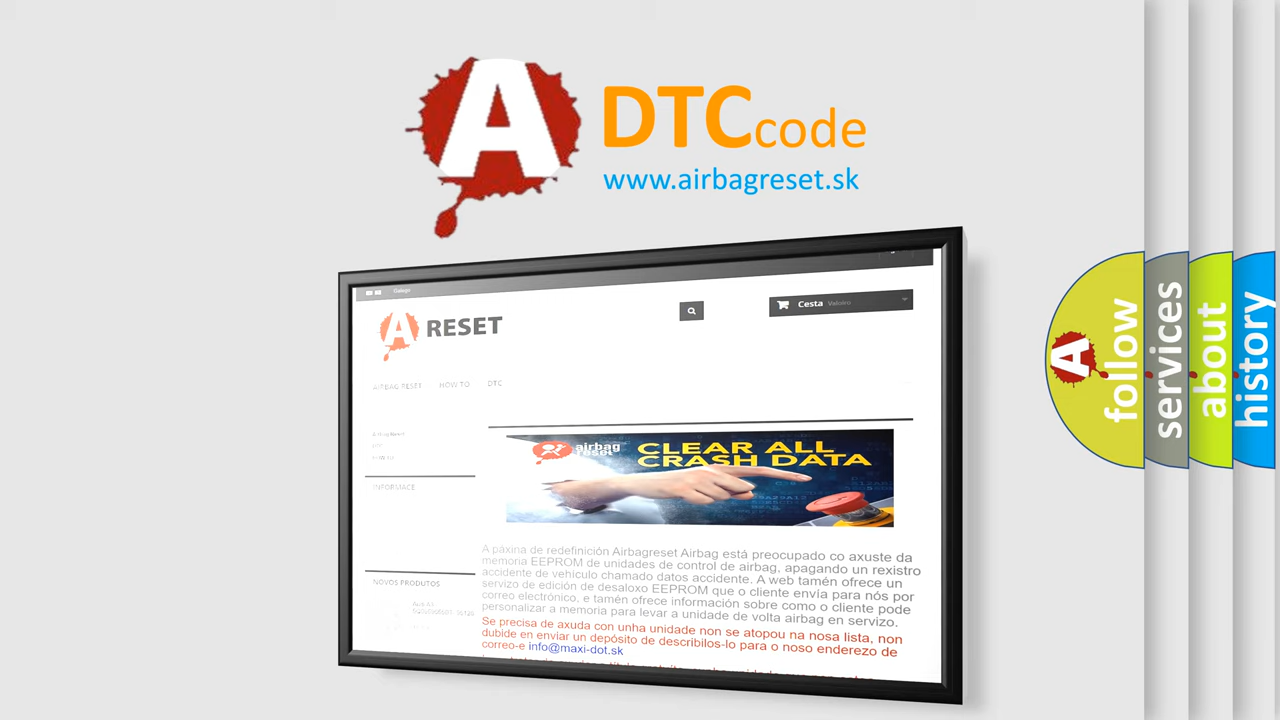 A
DTCcode
www.airbagreset.sk
Galego
A RESET
Cesta Valeiro
AIRBAG RESET HOW TO DTC
airbag
reset
CLEAR ALL
CRASH DATA
INFORMACE
A páxina de redefinición Airbagreset Airbag está preocupado co axuste da
memoria EEPROM de unidades de control de airbag, apagando un rexistro
accidente de vehículo chamado datos accidente. A web tamén ofrece un
servizo de edición de desaloxo EEPROM que o cliente envía para nós por
correo electrónico, e tamén ofrece información sobre como o cliente pode
personalizar a memoria para levar a unidade de volta airbag en servizo.
NOVOS PRODUTOS
Se precisa de axuda con unha unidade non se atopou na nosa lista, non
dubide en enviar un depósito de describilos-lo para o noso enderezo de
correo-e info@maxi-dot.sk
A
follow
services
about
history